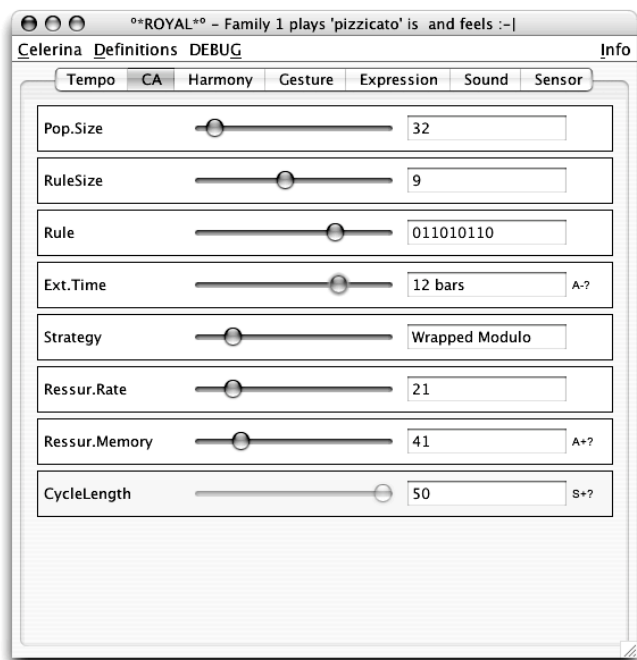 °*ROYAL*° – Family 1 plays 'pizzicato' is  and feels :-|
Celerina Definitions DEBUG Info
Tempo CA Harmony Gesture Expression Sound Sensor
Pop.Size 32
RuleSize 9
Rule 011010110
Ext.Time 12 bars A-?
Strategy Wrapped Modulo
Ressur.Rate 21
Ressur.Memory 41 A+?
CycleLength 50 S+?